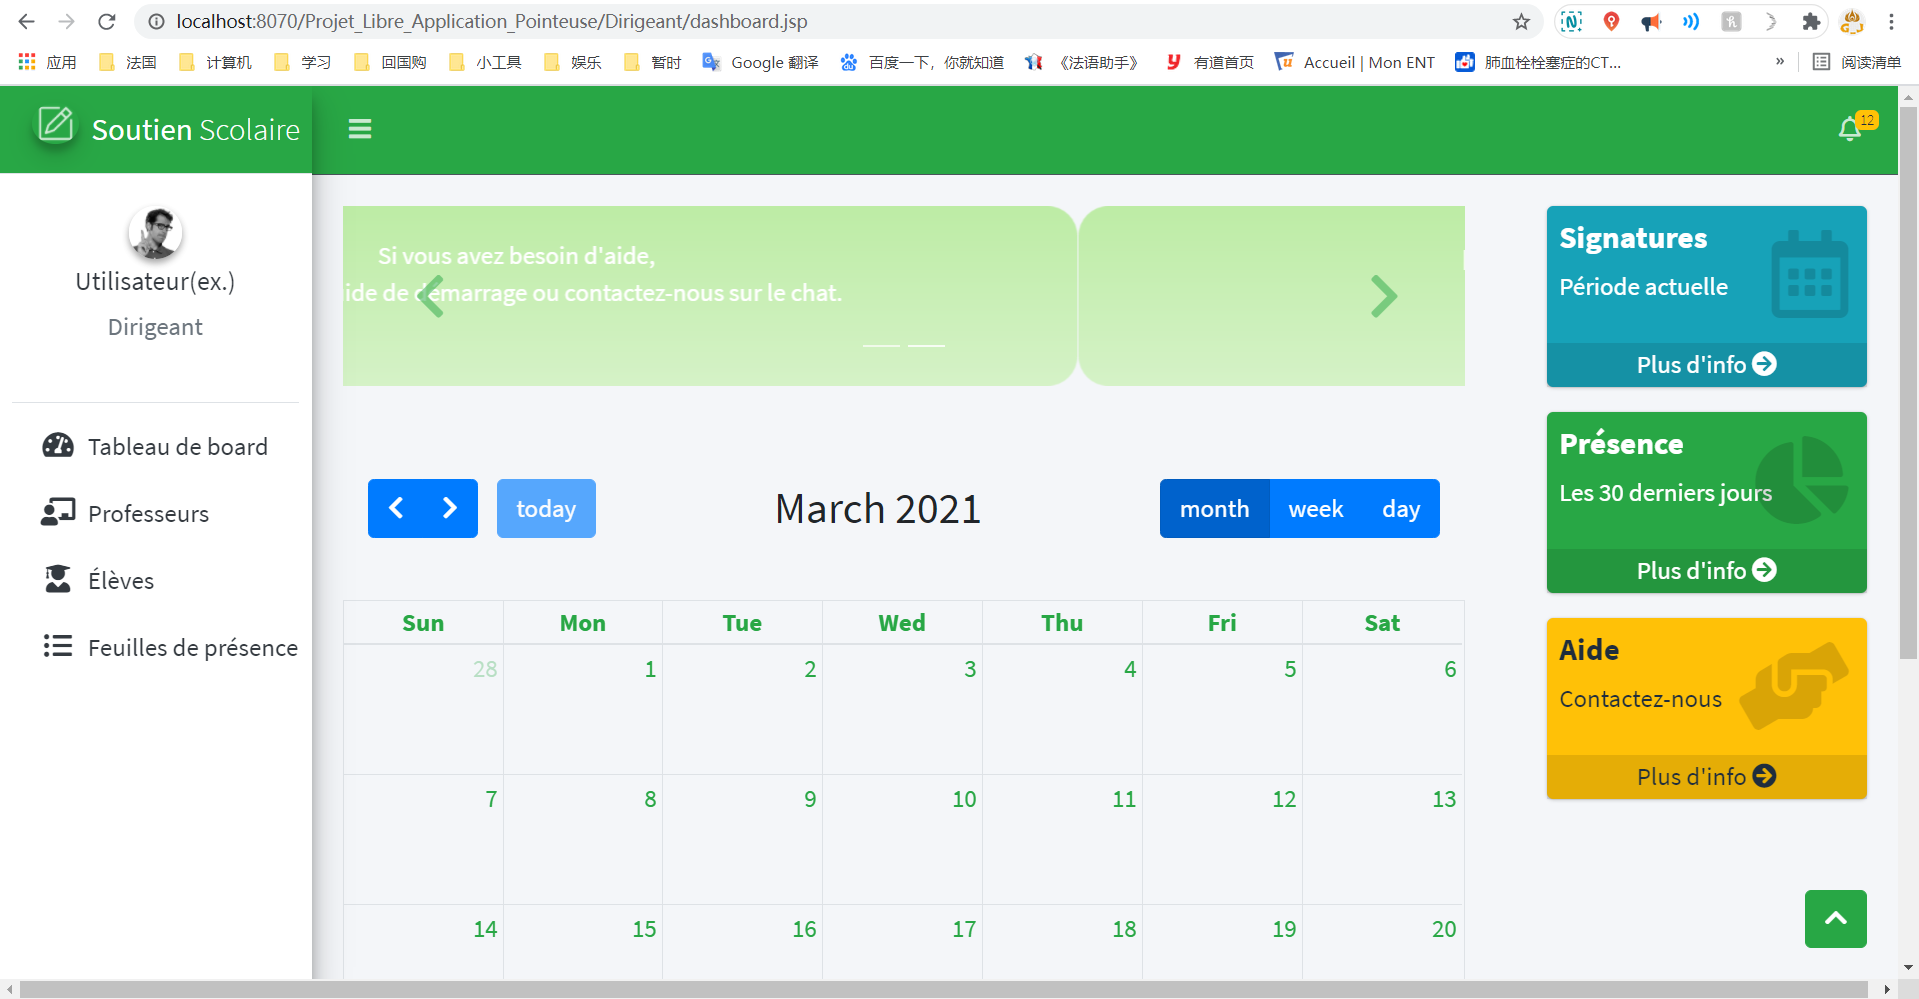 localhost:8070/Projet_Libre_Application_Pointeuse/Dirigeant/dashboard.jsp
应用 法国 计算机 学习 回国购 小工具 娱乐 暂时 Google 翻译 百度一下，你就知道 《法语助手》 有道首页 Accueil | Mon ENT 肺血栓栓塞症的CT... » 阅读清单
Soutien Scolaire
12
Utilisateur(ex.)
Dirigeant
Tableau de board
Professeurs
Élèves
Feuilles de présence
Si vous avez besoin d'aide,
ide de démarrage ou contactez-nous sur le chat.
today
March 2021
month week day
Sun Mon Tue Wed Thu Fri Sat
28 1 2 3 4 5 6
7 8 9 10 11 12 13
14 15 16 17 18 19 20
Signatures
Période actuelle
Plus d'info
Présence
Les 30 derniers jours
Plus d'info
Aide
Contactez-nous
Plus d'info